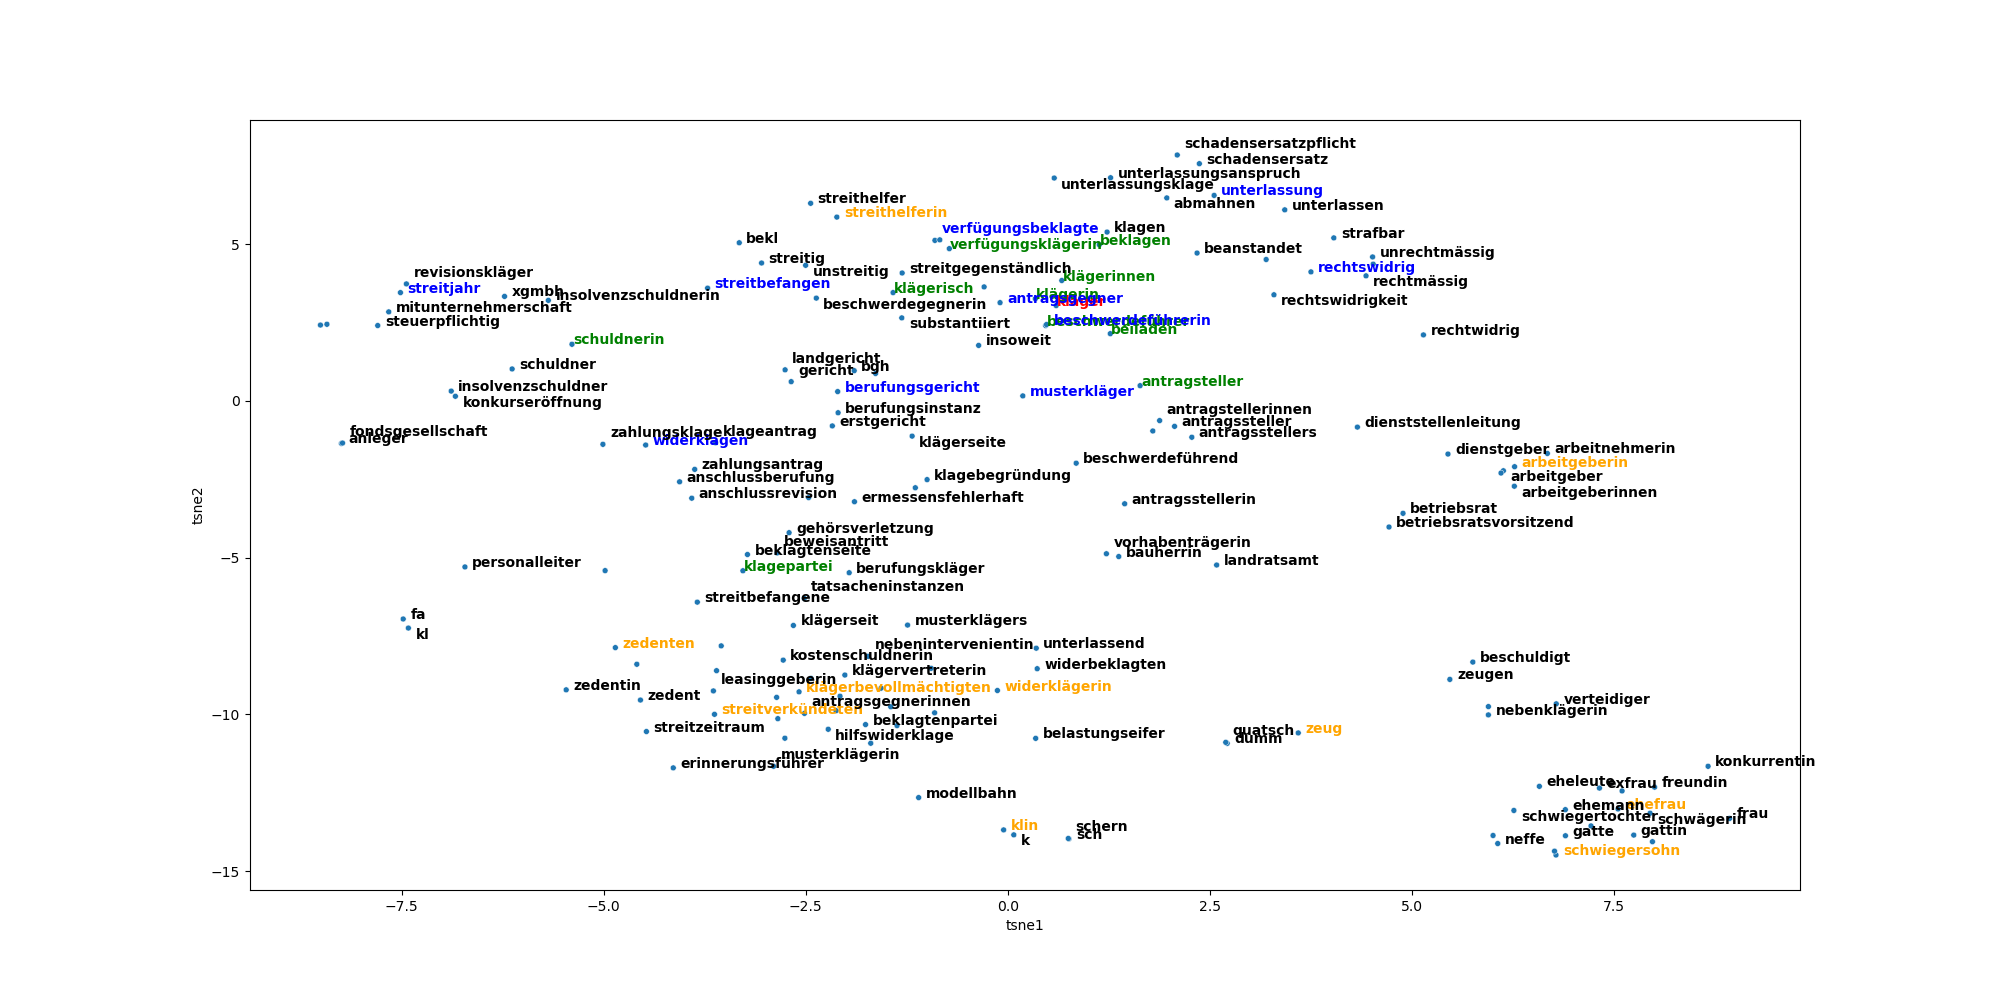 schadensersatzpflicht
schadensersatz
unterlassungsanspruch
unterlassungsklage
unterlassung
streithelfer
abmahnen
unterlassen
streithelferin
verfügungsbeklagte
klagen
strafbar
bekl
verfügungsklägerin
beklagen
beanstandet
unrechtmässig
streitig
unstreitig
streitgegenständlich
rechtswidrig
revisionskläger
klägerinnen
rechtmässig
streitjahr
xgmbh
insolvenzschuldnerin
streitbefangen
klägerisch
klägerin
antragsgegner
kläger
rechtswidrigkeit
mitunternehmerschaft
beschwerdegegnerin
steuerpflichtig
substantiiert
beschwerdeführerin
beiladen
rechtwidrig
schuldnerin
insoweit
schuldner
landgericht
gericht
bgh
insolvenzschuldner
berufungsgericht
musterkläger
antragsteller
konkurseröffnung
berufungsinstanz
antragstellerinnen
erstgericht
antragssteller
dienststellenleitung
fondsgesellschaft
anleger
zahlungsklage
klageantrag
widerklagen
klägerseite
antragsstellers
dienstgeber
arbeitnehmerin
zahlungsantrag
beschwerdeführend
arbeitgeberin
anschlussberufung
klagebegründung
arbeitgeber
anschlussrevision
ermessensfehlerhaft
antragsstellerin
arbeitgeberinnen
betriebsrat
betriebsratsvorsitzend
gehörsverletzung
beweisantritt
beklagtenseite
vorhabenträgerin
bauherrin
personalleiter
klagepartei
berufungskläger
landratsamt
tatsacheninstanzen
streitbefangene
fa
klägerseit
musterklägers
kl
zedenten
nebenintervenientin
unterlassend
kostenschuldnerin
widerbeklagten
beschuldigt
klägervertreterin
zeugen
leasinggeberin
zedentin
klägerbevollmächtigten
widerklägerin
zedent
antragsgegnerinnen
verteidiger
streitverkündeten
nebenklägerin
streitzeitraum
beklagtenpartei
hilfswiderklage
belastungseifer
quatsch
zeug
dumm
musterklägerin
erinnerungsführer
konkurrentin
eheleute
exfrau
freundin
modellbahn
ehemann
ehefrau
schwiegertochter
schwägerin
frau
klin
schern
k
sch
neffe
gatte
gattin
schwiegersohn
5
0
−5
−10
−15
tsne2
−7.5 −5.0 −2.5 0.0 2.5 5.0 7.5
tsne1